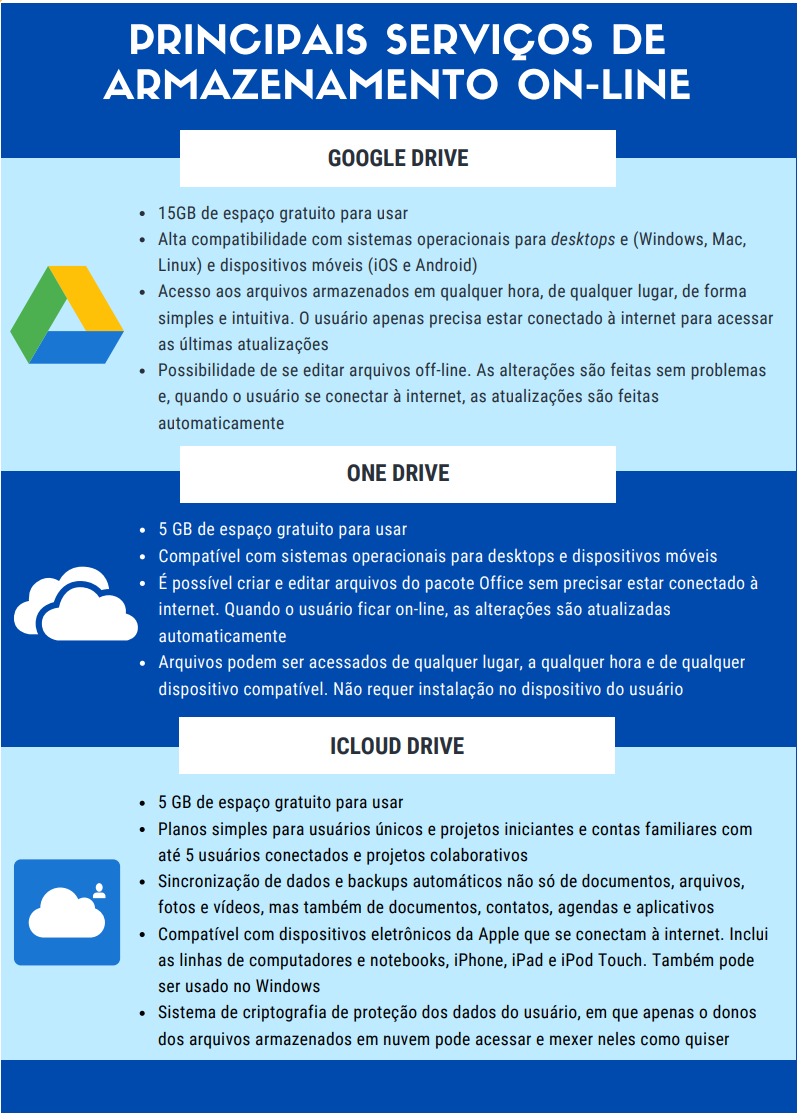 PRINCIPAIS SERVIÇOS DE
ARMAZENAMENTO ON-LINE
GOOGLE DRIVE
• 15GB de espaço gratuito para usar
• Alta compatibilidade com sistemas operacionais para desktops e (Windows, Mac,
Linux) e dispositivos móveis (iOS e Android)
• Acesso aos arquivos armazenados em qualquer hora, de qualquer lugar, de forma
simples e intuitiva. O usuário apenas precisa estar conectado à internet para acessar
as últimas atualizações
• Possibilidade de se editar arquivos off-line. As alterações são feitas sem problemas
e, quando o usuário se conectar à internet, as atualizações são feitas
automaticamente
ONE DRIVE
• 5 GB de espaço gratuito para usar
• Compatível com sistemas operacionais para desktops e dispositivos móveis
• É possível criar e editar arquivos do pacote Office sem precisar estar conectado à
internet. Quando o usuário ficar on-line, as alterações são atualizadas
automaticamente
• Arquivos podem ser acessados de qualquer lugar, a qualquer hora e de qualquer
dispositivo compatível. Não requer instalação no dispositivo do usuário
ICLOUD DRIVE
• 5 GB de espaço gratuito para usar
• Planos simples para usuários únicos e projetos iniciantes e contas familiares com
até 5 usuários conectados e projetos colaborativos
• Sincronização de dados e backups automáticos não só de documentos, arquivos,
fotos e vídeos, mas também de documentos, contatos, agendas e aplicativos
• Compatível com dispositivos eletrônicos da Apple que se conectam à internet. Inclui
as linhas de computadores e notebooks, iPhone, iPad e iPod Touch. Também pode
ser usado no Windows
• Sistema de criptografia de proteção dos dados do usuário, em que apenas o donos
dos arquivos armazenados em nuvem pode acessar e mexer neles como quiser